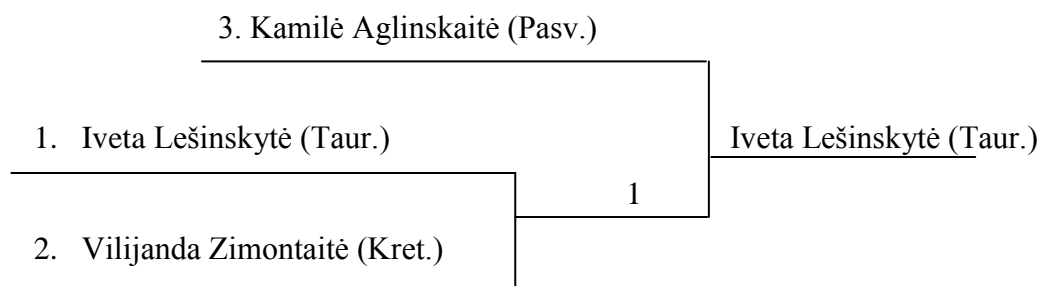 3. Kamilė Aglinskaitė (Pasv.)
1. Iveta Lešinskytė (Taur.)
Iveta Lešinskytė (Taur.)
1
2. Vilijanda Zimontaitė (Kret.)